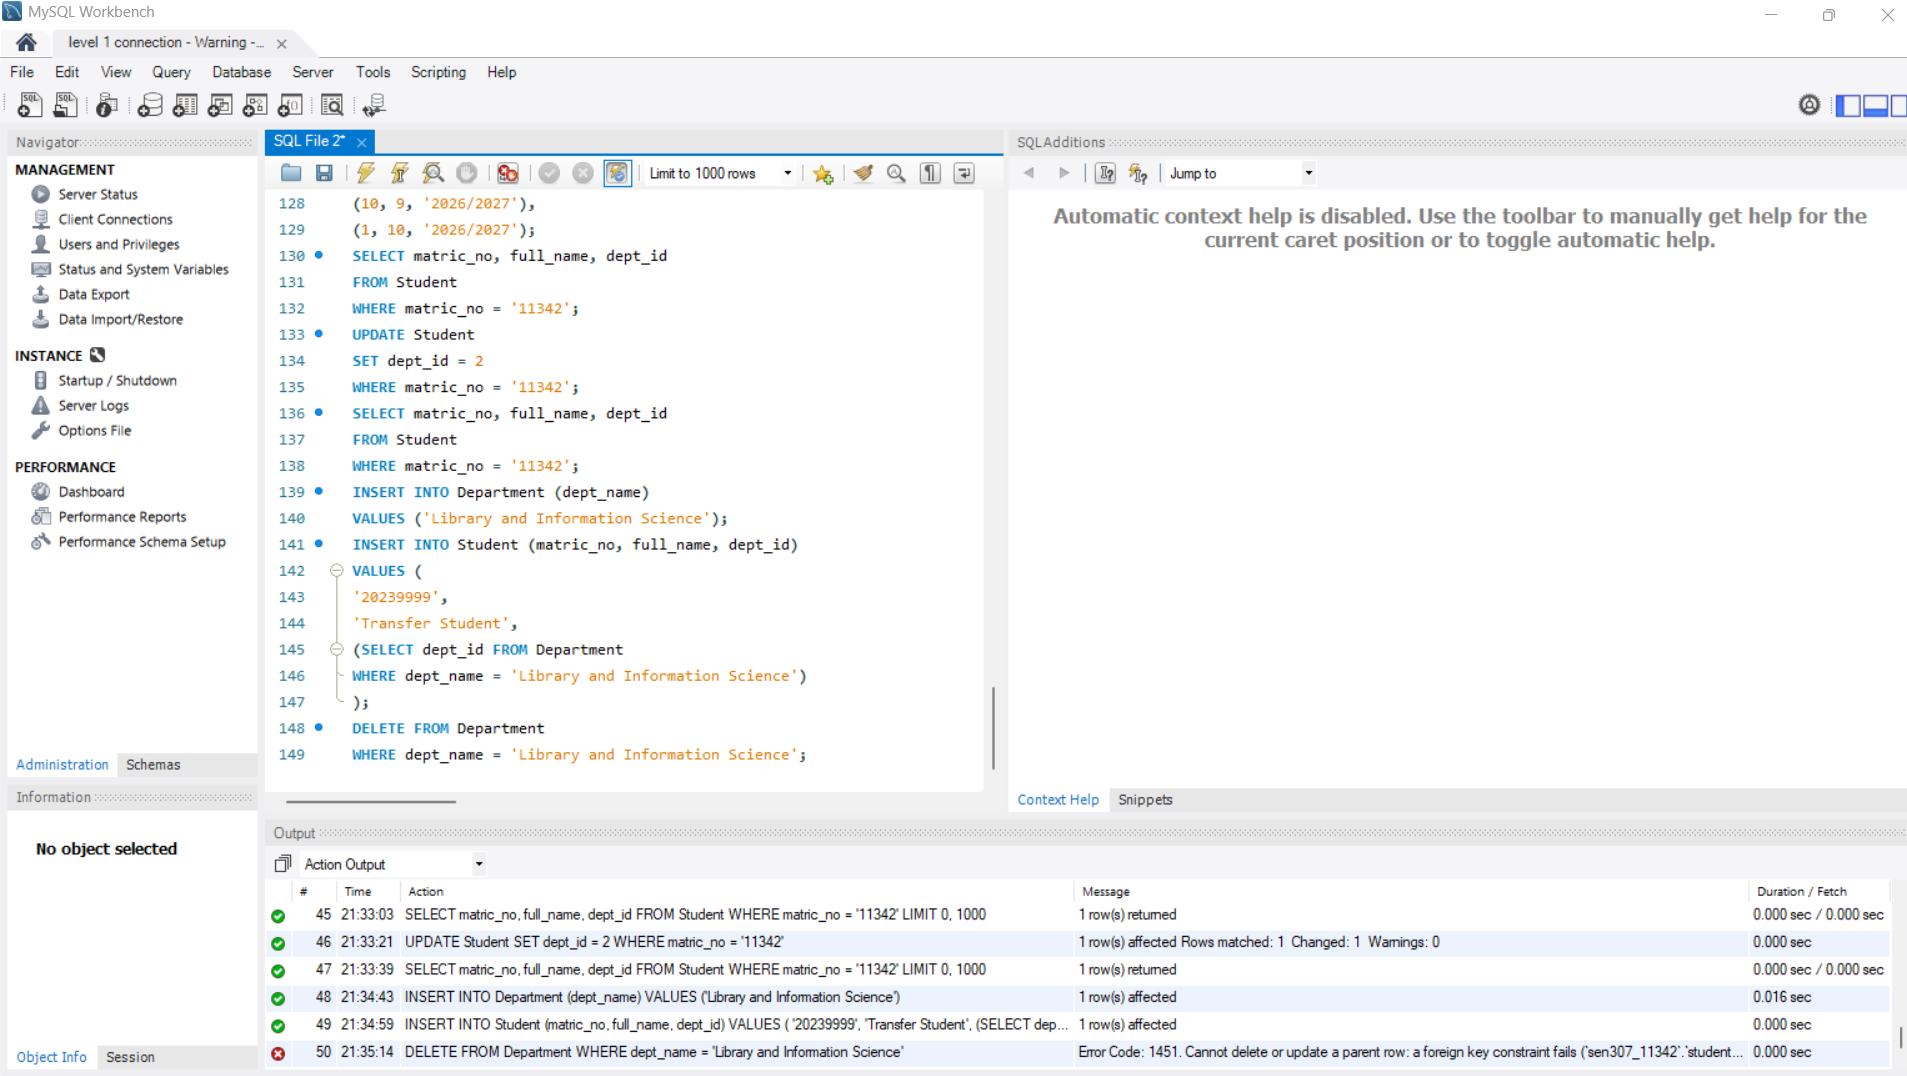 MySQL Workbench
level 1 connection - Warning -...
File Edit View Query Database Server Tools Scripting Help
Navigator
MANAGEMENT
Server Status
Client Connections
Users and Privileges
Status and System Variables
Data Export
Data Import/Restore
INSTANCE
Startup / Shutdown
Server Logs
Options File
PERFORMANCE
Dashboard
Performance Reports
Performance Schema Setup
Administration Schemas
Information
No object selected
Object Info Session
SQL File 2*
Limit to 1000 rows
128 (10, 9, '2026/2027'),
129 (1, 10, '2026/2027');
130 SELECT matric_no, full_name, dept_id
131 FROM Student
132 WHERE matric_no = '11342';
133 UPDATE Student
134 SET dept_id = 2
135 WHERE matric_no = '11342';
136 SELECT matric_no, full_name, dept_id
137 FROM Student
138 WHERE matric_no = '11342';
139 INSERT INTO Department (dept_name)
140 VALUES ('Library and Information Science');
141 INSERT INTO Student (matric_no, full_name, dept_id)
142 VALUES (
143 '20239999',
144 'Transfer Student',
145 (SELECT dept_id FROM Department
146 WHERE dept_name = 'Library and Information Science')
147 );
148 DELETE FROM Department
149 WHERE dept_name = 'Library and Information Science';
SQLAdditions
Jump to
Automatic context help is disabled. Use the toolbar to manually get help for the
current caret position or to toggle automatic help.
Context Help Snippets
Output
Action Output
# Time Action Message Duration / Fetch
45 21:33:03 SELECT matric_no, full_name, dept_id FROM Student WHERE matric_no = '11342' LIMIT 0, 1000 1 row(s) returned 0.000 sec / 0.000 sec
46 21:33:21 UPDATE Student SET dept_id = 2 WHERE matric_no = '11342' 1 row(s) affected Rows matched: 1 Changed: 1 Warnings: 0 0.000 sec
47 21:33:39 SELECT matric_no, full_name, dept_id FROM Student WHERE matric_no = '11342' LIMIT 0, 1000 1 row(s) returned 0.000 sec / 0.000 sec
48 21:34:43 INSERT INTO Department (dept_name) VALUES ('Library and Information Science') 1 row(s) affected 0.016 sec
49 21:34:59 INSERT INTO Student (matric_no, full_name, dept_id) VALUES ( '20239999', 'Transfer Student', (SELECT dep... 1 row(s) affected 0.000 sec
50 21:35:14 DELETE FROM Department WHERE dept_name = 'Library and Information Science' Error Code: 1451. Cannot delete or update a parent row: a foreign key constraint fails (`sen307_11342`.`student... 0.000 sec